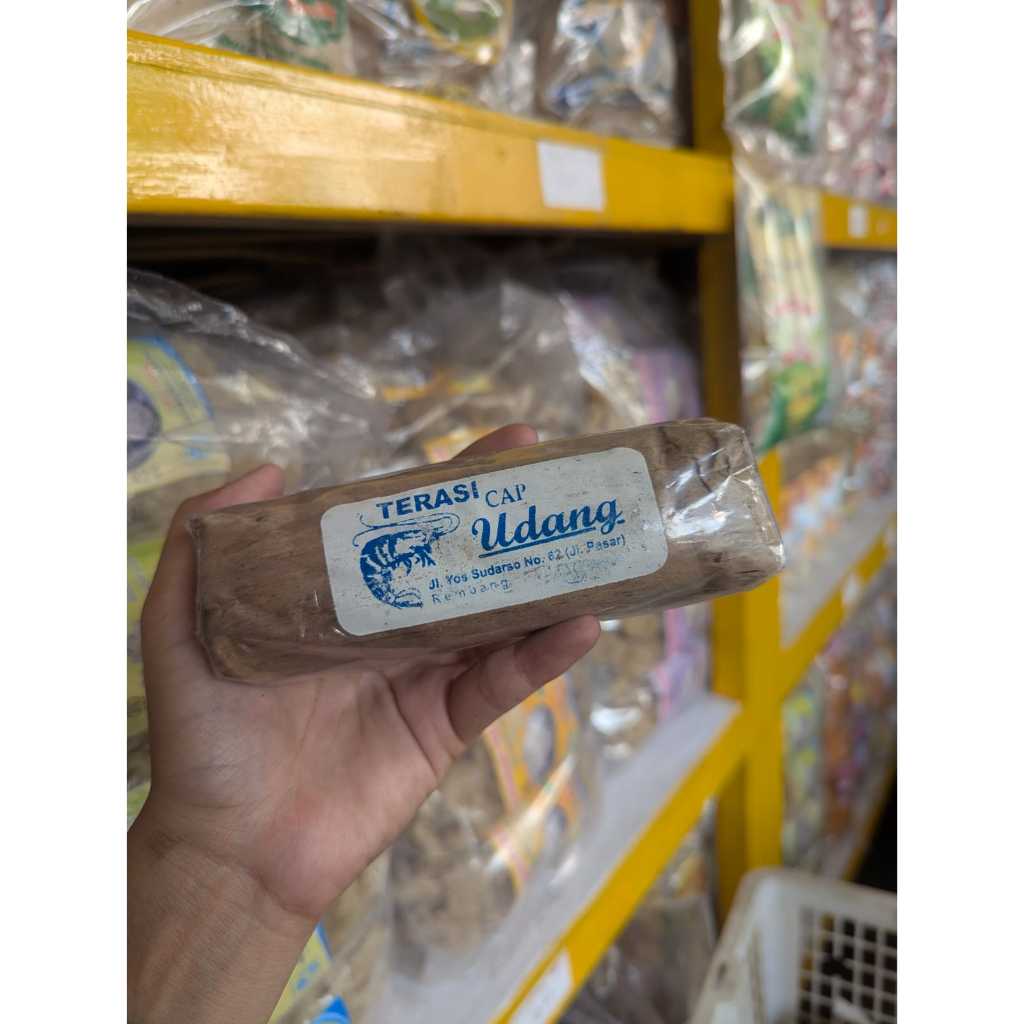 TERASI CAP
Udang
Jl. Yos Sudarso No. 62 (Jl. Pasar)
Rembang